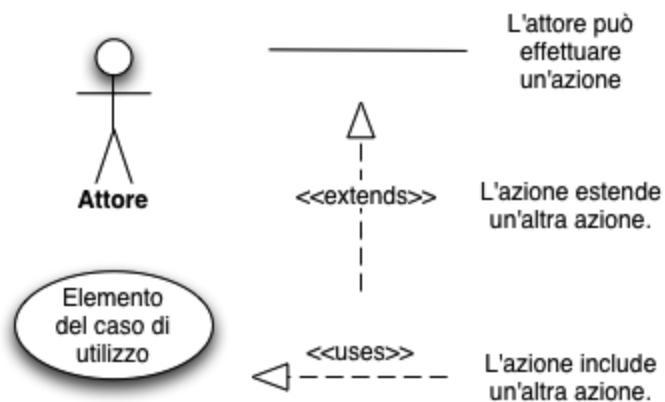 L'attore può
effettuare
un'azione
Attore
<<extends>>
L'azione estende
un'altra azione.
Elemento
del caso di
utilizzo
<<uses>>
L'azione include
un'altra azione.